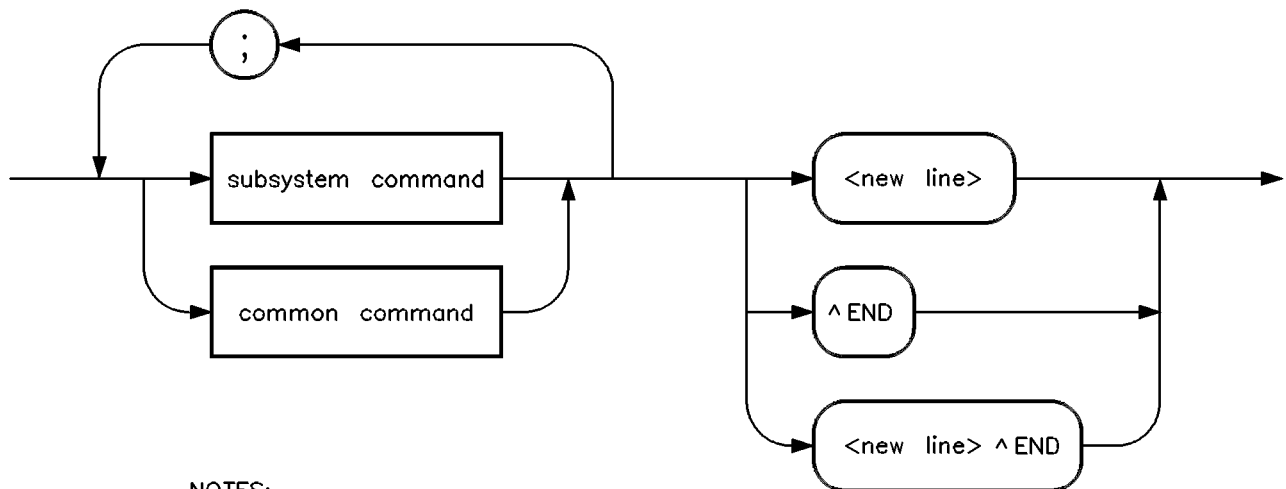 ;
subsystem command
<new line>
common command
^END
<new line> ^END
NOTES: